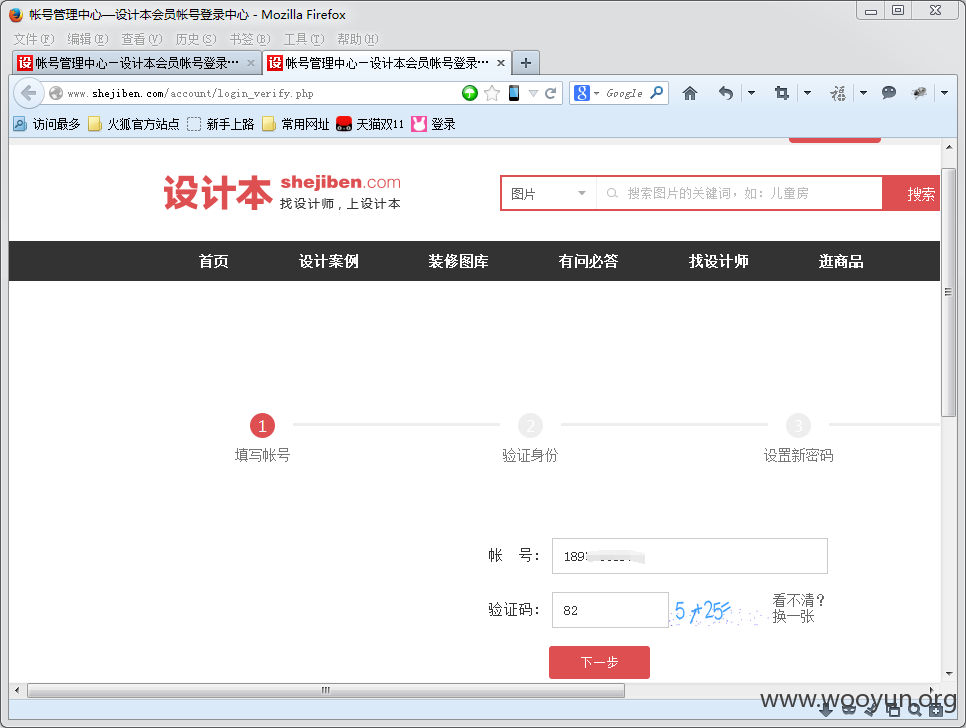 帐号管理中心—设计本会员帐号登录中心 - Mozilla Firefox
文件(F) 编辑(E) 查看(V) 历史(S) 书签(B) 工具(T) 帮助(H)
帐号管理中心—设计本会员帐号登录··· × 帐号管理中心—设计本会员帐号登录··· × +
www.shejiben.com/account/login_verify.php Google
访问最多 火狐官方站点 新手上路 常用网址 天猫双11 登录
设计本 shejiben.com
找设计师，上设计本
图片 搜索图片的关键词，如：儿童房 搜索
首页 设计案例 装修图库 有问必答 找设计师 逛商品
1 2 3
填写帐号 验证身份 设置新密码
帐 号： 189
验证码： 82 看不清？
换一张
下一步
www.wooyun.org